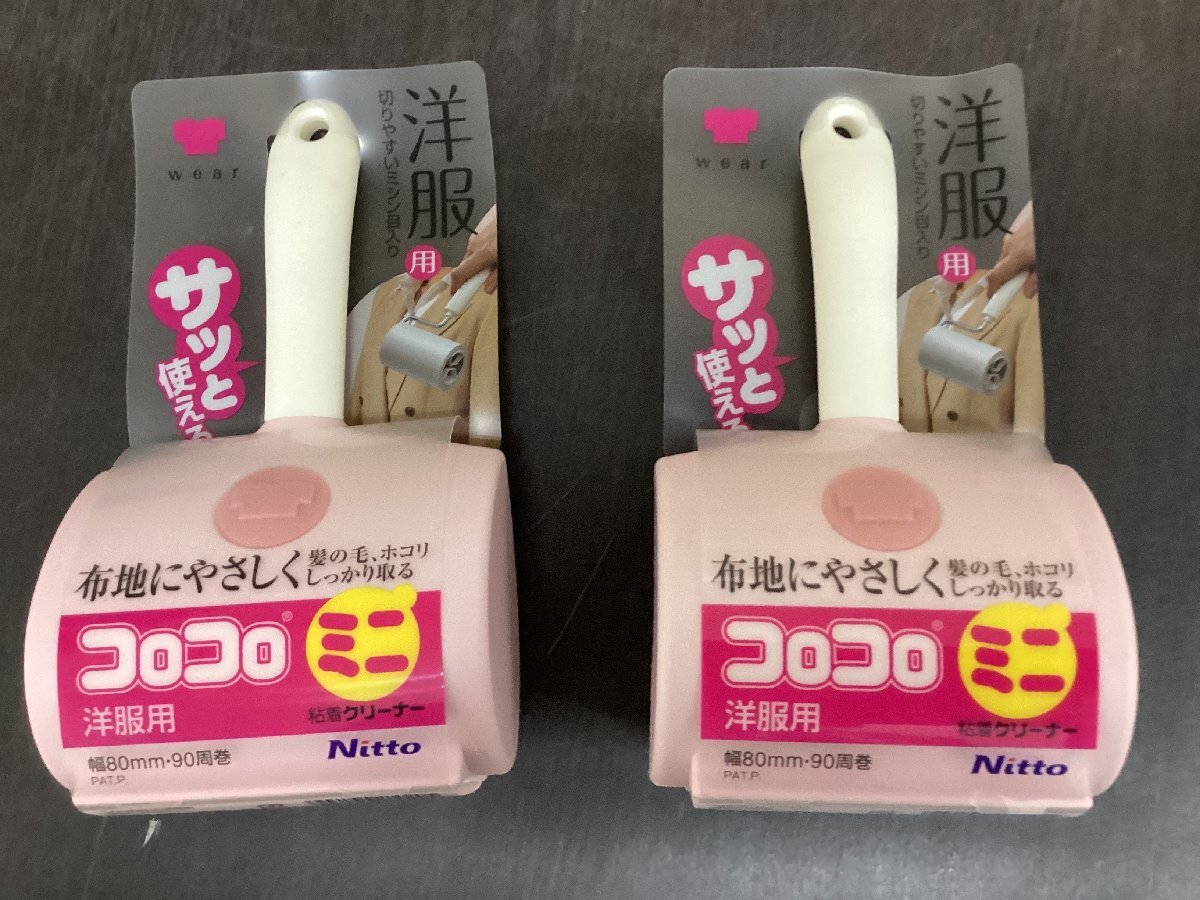 wear
洋服
用
切りやすいミシン目入り
サッと
使える
布地にやさしく
髪の毛、ホコリ
しっかり取る
コロコロ®
ミニ
洋服用
粘着クリーナー
幅80mm・90周巻
PAT.P.
Nitto
wear
洋服
用
切りやすいミシン目入り
サッと
使える
布地にやさしく
髪の毛、ホコリ
しっかり取る
コロコロ®
ミニ
洋服用
粘着クリーナー
幅80mm・90周巻
PAT.P.
Nitto